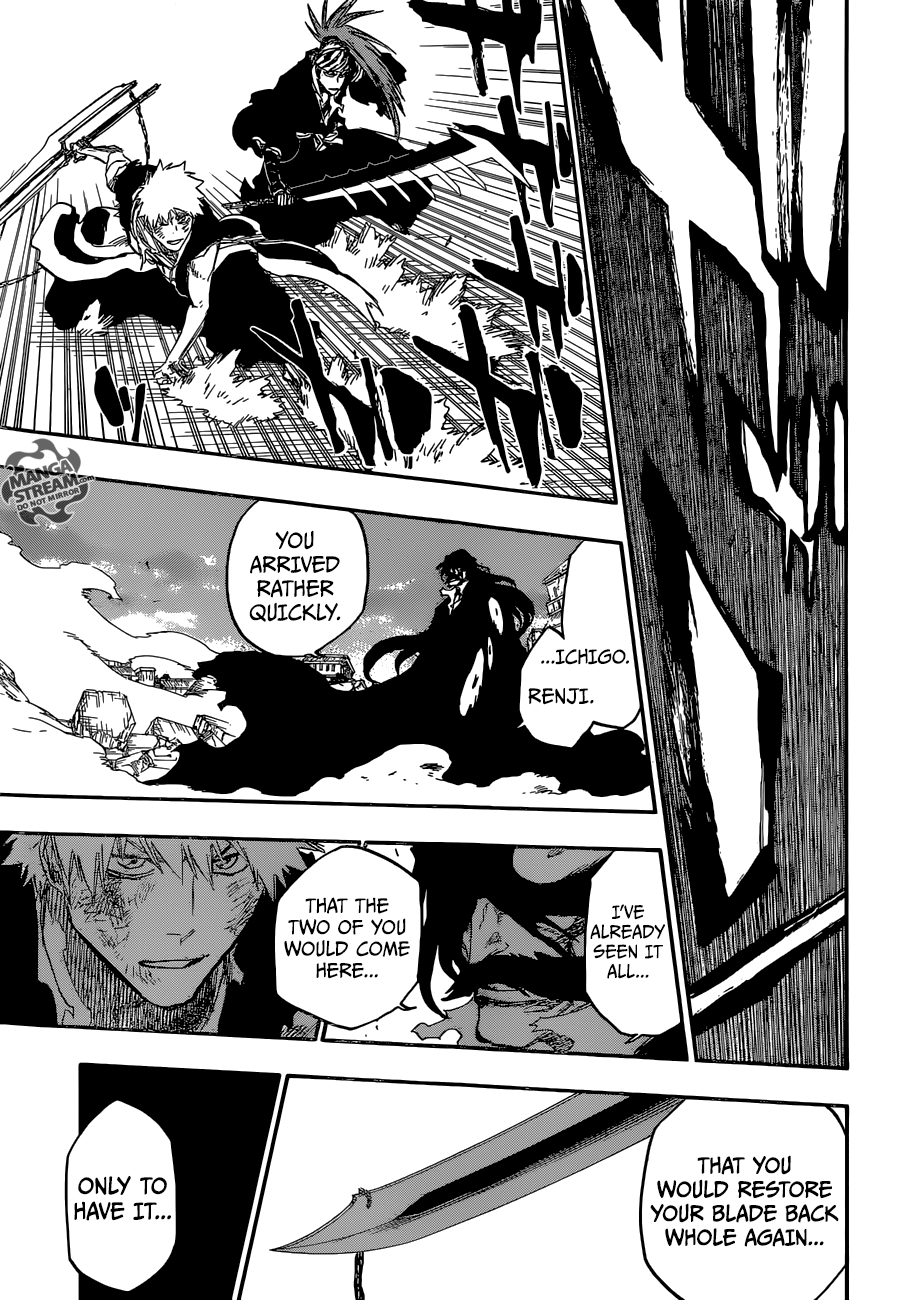 MANGA
STREAM.com
DO NOT MIRROR
...ICHIGO.
RENJI.
YOU
ARRIVED
RATHER
QUICKLY.
I'VE
ALREADY
SEEN IT
ALL...
THAT THE
TWO OF YOU
WOULD COME
HERE...
THAT YOU
WOULD RESTORE
YOUR BLADE BACK
WHOLE AGAIN...
ONLY TO
HAVE IT...